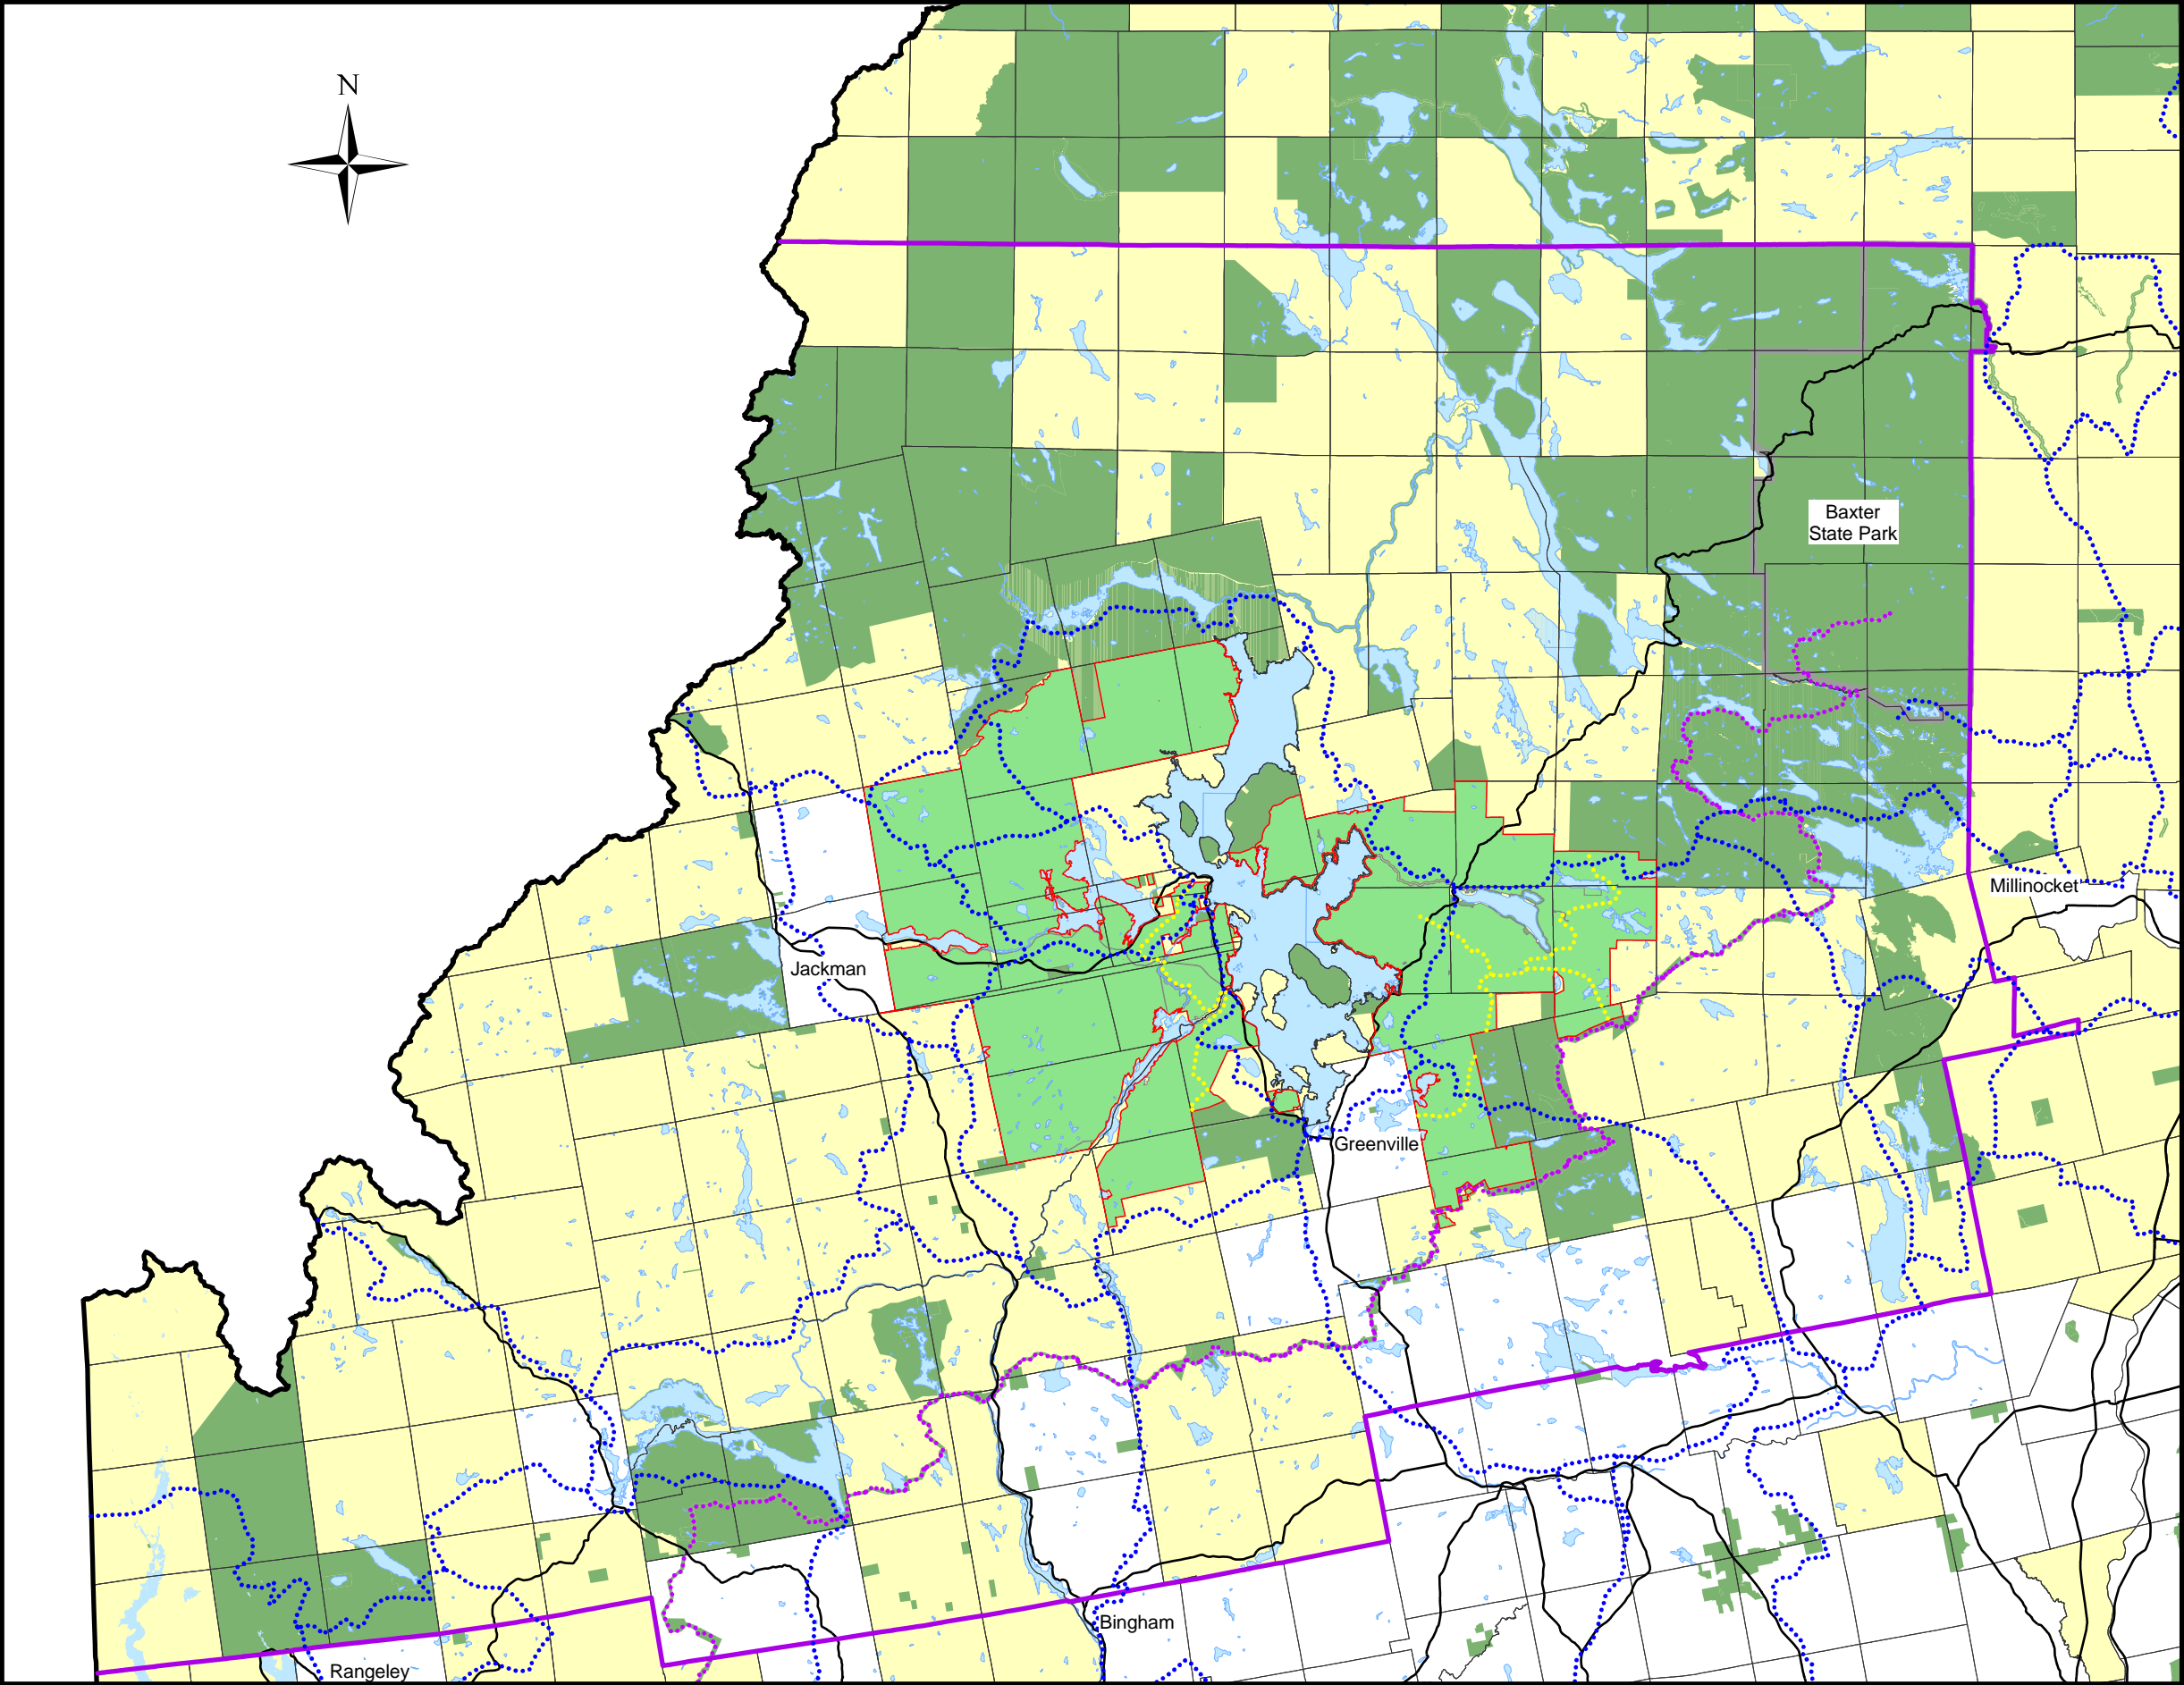 N
Baxter
State Park
Millinocket
Jackman
Greenville
Bingham
Rangeley